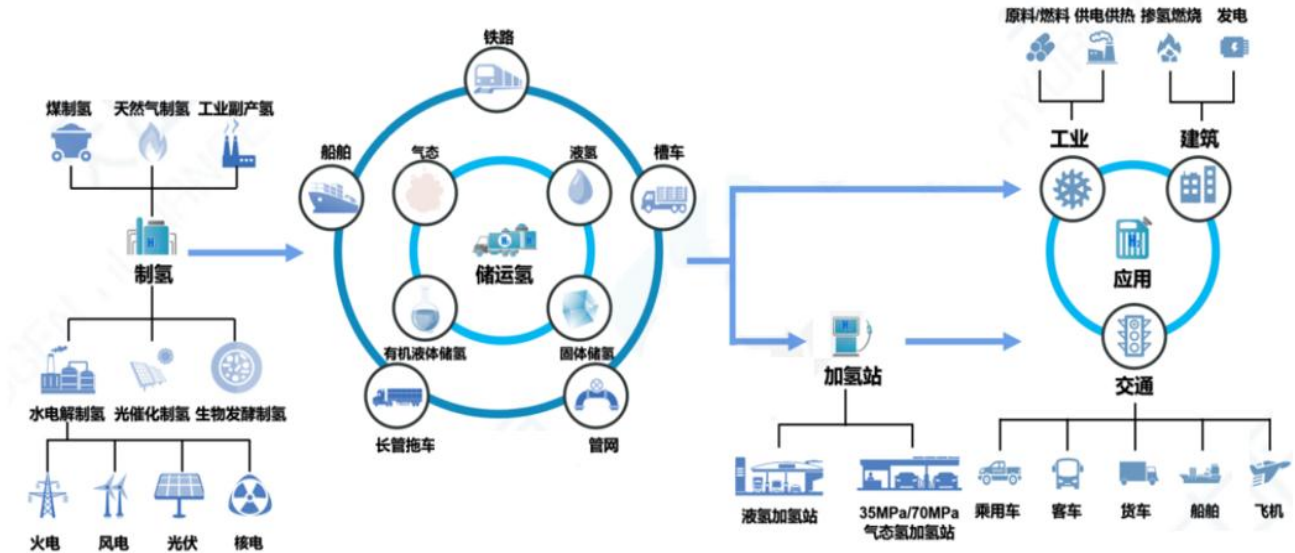 煤制氢
天然气制氢
工业副产氢
制氢
水电解制氢
光催化制氢
生物发酵制氢
火电
风电
光伏
核电
铁路
船舶
气态
液氢
槽车
储运氢
有机液体储氢
固体储氢
长管拖车
管网
加氢站
液氢加氢站
35MPa/70MPa
气态氢加氢站
原料/燃料
供电供热
掺氢燃烧
发电
工业
建筑
应用
交通
乘用车
客车
货车
船舶
飞机